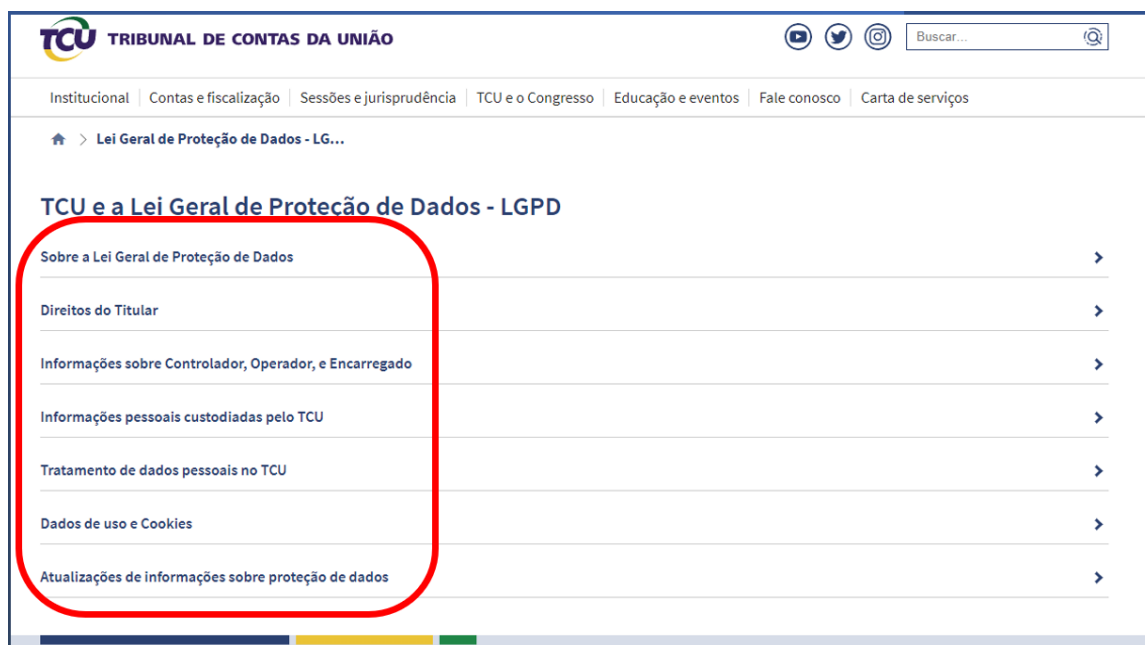 TCU TRIBUNAL DE CONTAS DA UNIÃO Buscar...
Institucional Contas e fiscalização Sessões e jurisprudência TCU e o Congresso Educação e eventos Fale conosco Carta de serviços
> Lei Geral de Proteção de Dados - LG...
TCU e a Lei Geral de Proteção de Dados - LGPD
Sobre a Lei Geral de Proteção de Dados
Direitos do Titular
Informações sobre Controlador, Operador, e Encarregado
Informações pessoais custodiadas pelo TCU
Tratamento de dados pessoais no TCU
Dados de uso e Cookies
Atualizações de informações sobre proteção de dados